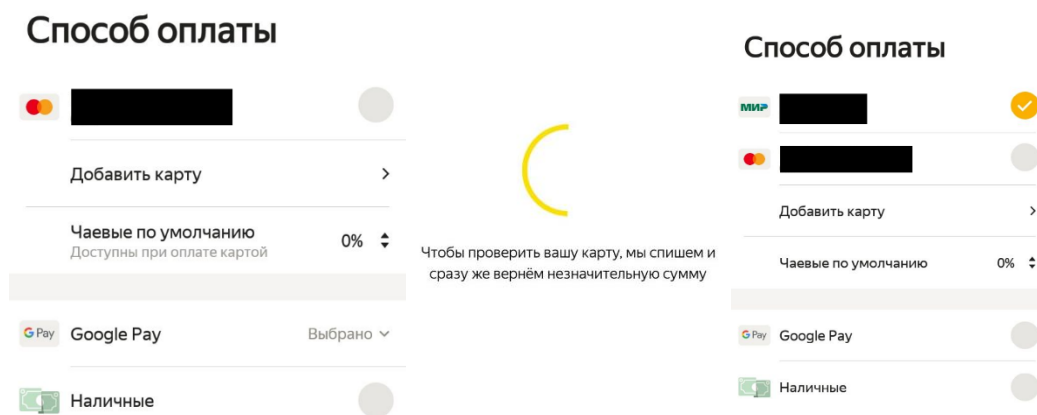 Способ оплаты
Добавить карту
Чаевые по умолчанию
0%
Доступны при оплате картой
G Pay
Google Pay
Выбрано
Наличные
Чтобы проверить вашу карту, мы спишем и
сразу же вернём незначительную сумму
Способ оплаты
МИР
Добавить карту
Чаевые по умолчанию
0%
G Pay
Google Pay
Наличные